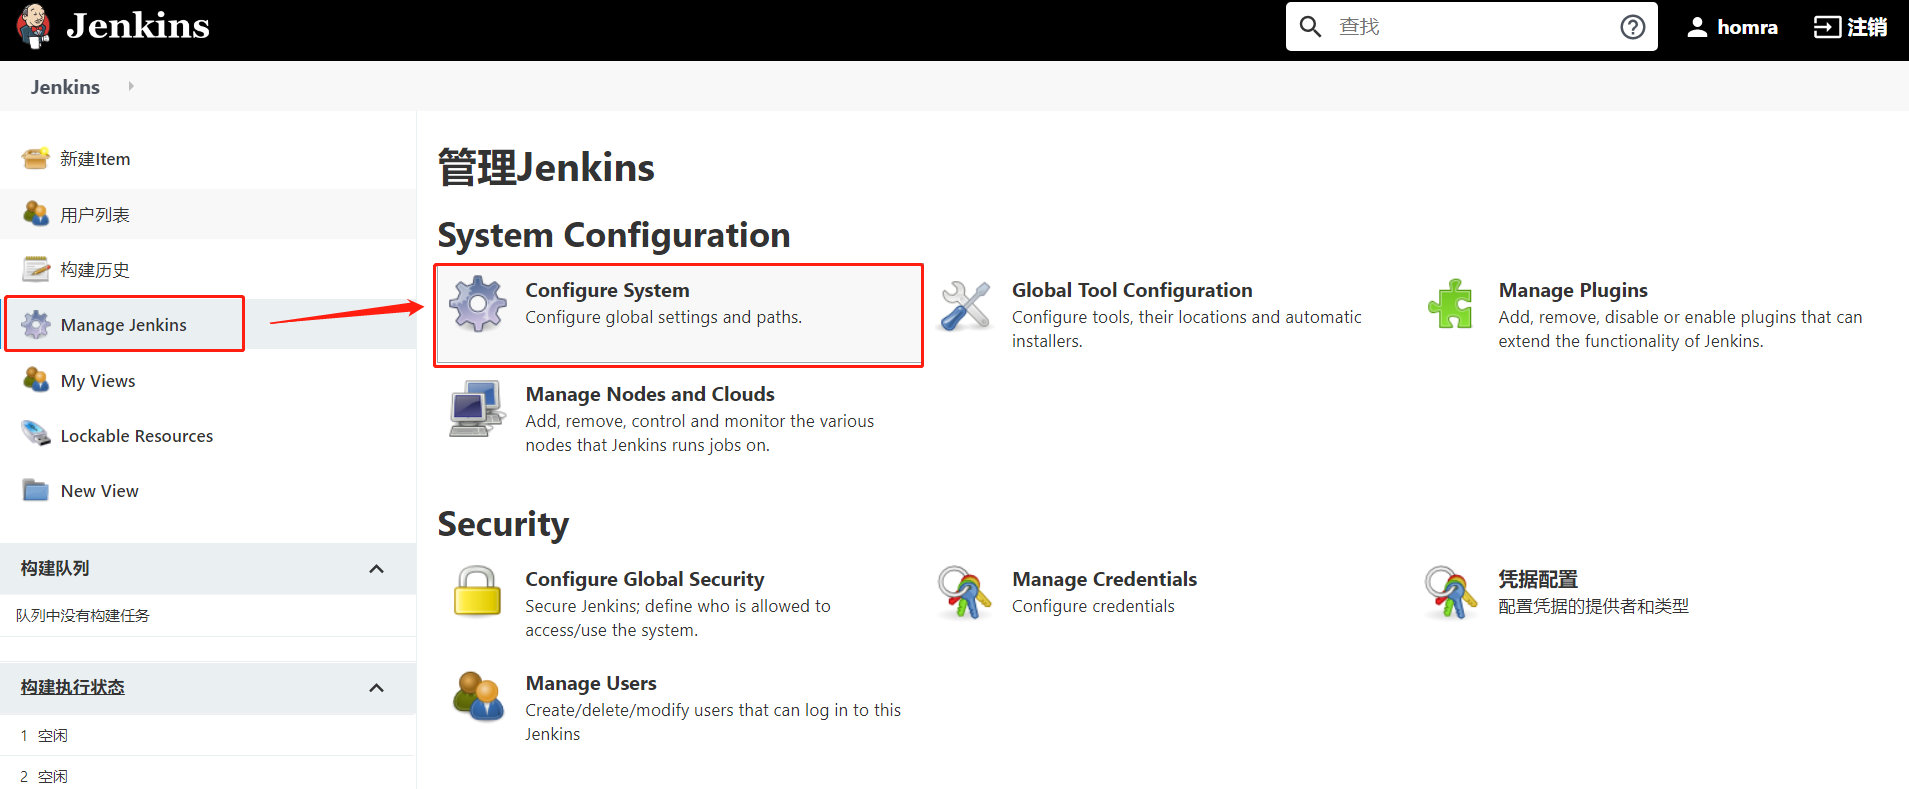 Jenkins
查找
homra
注销
Jenkins
新建Item
用户列表
构建历史
Manage Jenkins
My Views
Lockable Resources
New View
构建队列
队列中没有构建任务
构建执行状态
1 空闲
2 空闲
管理Jenkins
System Configuration
Configure System
Configure global settings and paths.
Global Tool Configuration
Configure tools, their locations and automatic
installers.
Manage Plugins
Add, remove, disable or enable plugins that can
extend the functionality of Jenkins.
Manage Nodes and Clouds
Add, remove, control and monitor the various
nodes that Jenkins runs jobs on.
Security
Configure Global Security
Secure Jenkins; define who is allowed to
access/use the system.
Manage Credentials
Configure credentials
凭据配置
配置凭据的提供者和类型
Manage Users
Create/delete/modify users that can log in to this
Jenkins